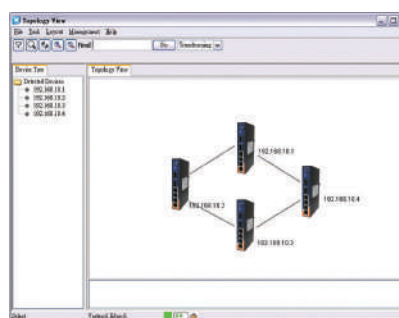 Topology View
File Task Layout Management Help
Find
Device Tree
Topology View
Detected Devices
192.168.10.1
192.168.10.2
192.168.10.3
192.168.10.4
192.168.10.1
192.168.10.2
192.168.10.4
192.168.10.3